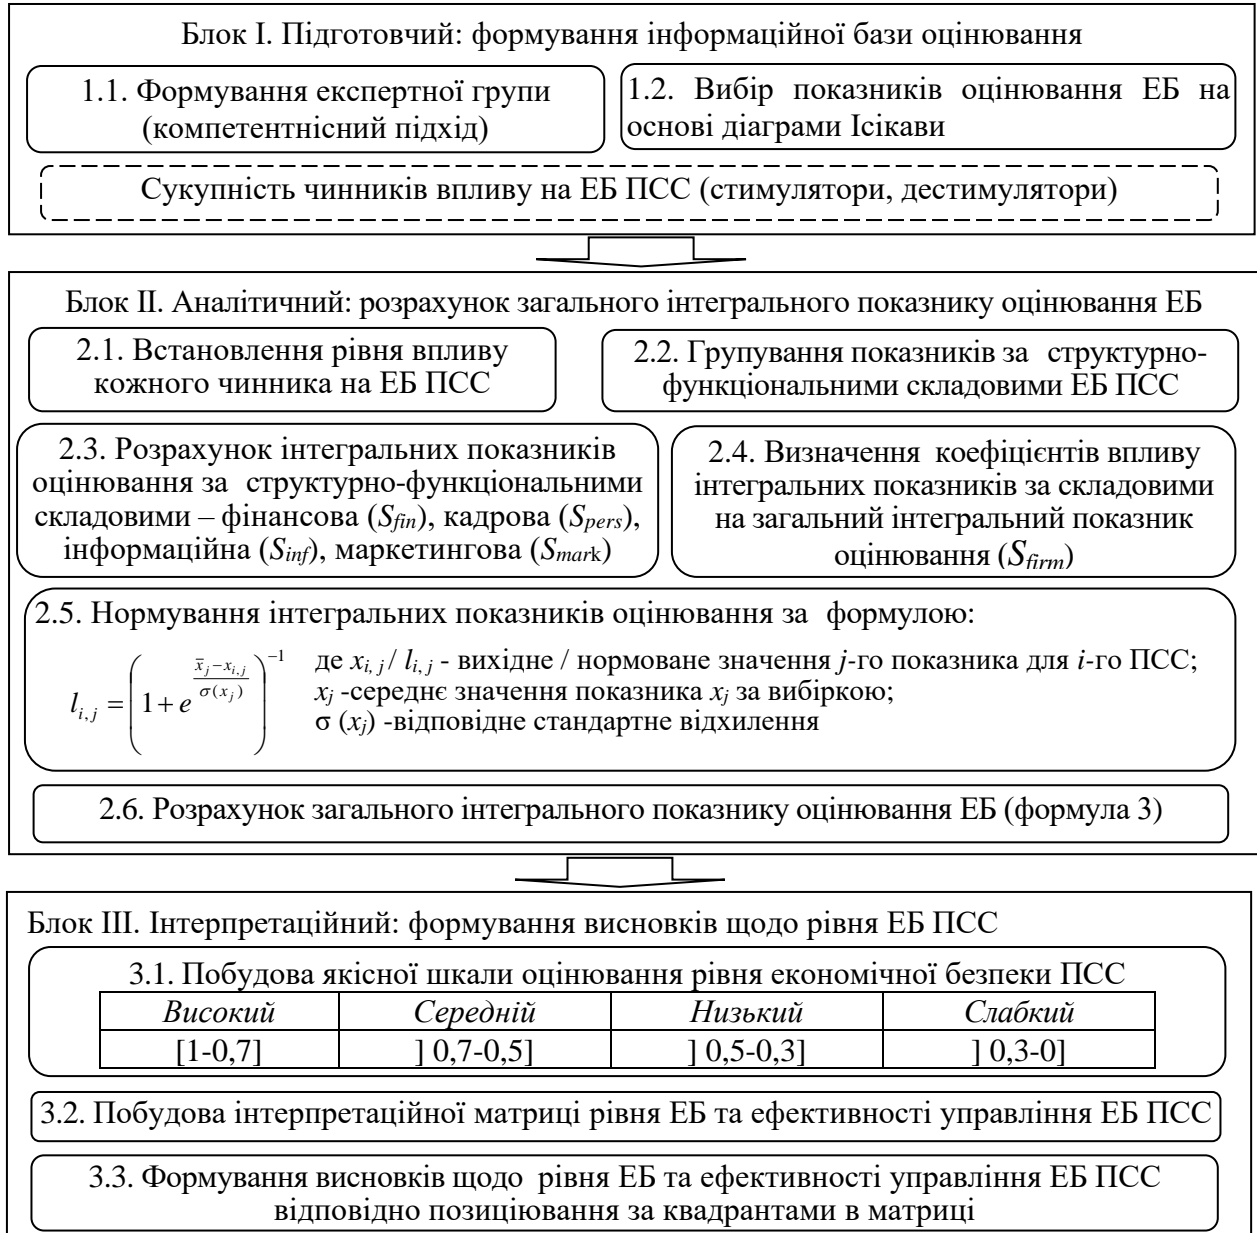 Блок І. Підготовчий: формування інформаційної бази оцінювання
1.1. Формування експертної групи
(компетентнісний підхід)
1.2. Вибір показників оцінювання ЕБ на
основі діаграми Ісікави
Сукупність чинників впливу на ЕБ ПСС (стимулятори, дестимулятори)
Блок ІІ. Аналітичний: розрахунок загального інтегрального показнику оцінювання ЕБ
2.1. Встановлення рівня впливу
кожного чинника на ЕБ ПСС
2.2. Групування показників за структурно-
функціональними складовими ЕБ ПСС
2.3. Розрахунок інтегральних показників
оцінювання за структурно-функціональними
складовими – фінансова (S_fin), кадрова (S_pers),
інформаційна (S_inf), маркетингова (S_mark)
2.4. Визначення коефіцієнтів впливу
інтегральних показників за складовими
на загальний інтегральний показник
оцінювання (S_firm)
2.5. Нормування інтегральних показників оцінювання за формулою:
l_{i,j} = (1 + e^{(x̄_j − x_{i,j})/σ(x_j)})^{−1}
де x_{i,j} / l_{i,j} - вихідне / нормоване значення j-го показника для i-го ПСС;
x_j -середнє значення показника x_j за вибіркою;
σ (x_j) -відповідне стандартне відхилення
2.6. Розрахунок загального інтегрального показнику оцінювання ЕБ (формула 3)
Блок ІІІ. Інтерпретаційний: формування висновків щодо рівня ЕБ ПСС
3.1. Побудова якісної шкали оцінювання рівня економічної безпеки ПСС
Високий Середній Низький Слабкий
[1-0,7] ] 0,7-0,5] ] 0,5-0,3] ] 0,3-0]
3.2. Побудова інтерпретаційної матриці рівня ЕБ та ефективності управління ЕБ ПСС
3.3. Формування висновків щодо рівня ЕБ та ефективності управління ЕБ ПСС
відповідно позиціювання за квадрантами в матриці